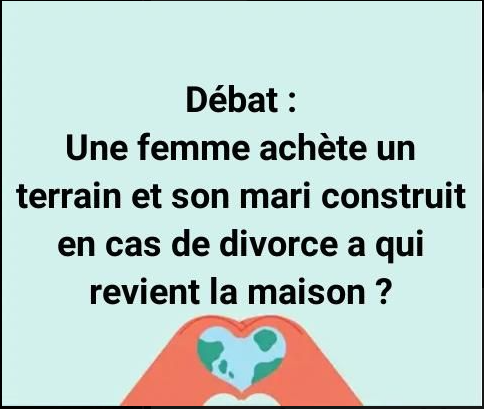 Débat :
Une femme achète un
terrain et son mari construit
en cas de divorce a qui
revient la maison ?